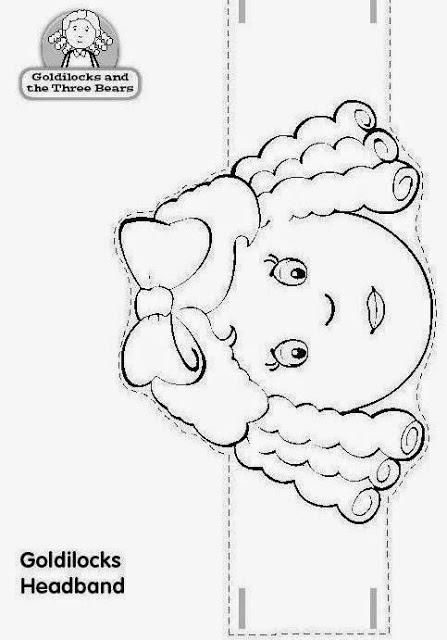 Goldilocks and
the Three Bears
Goldilocks
Headband